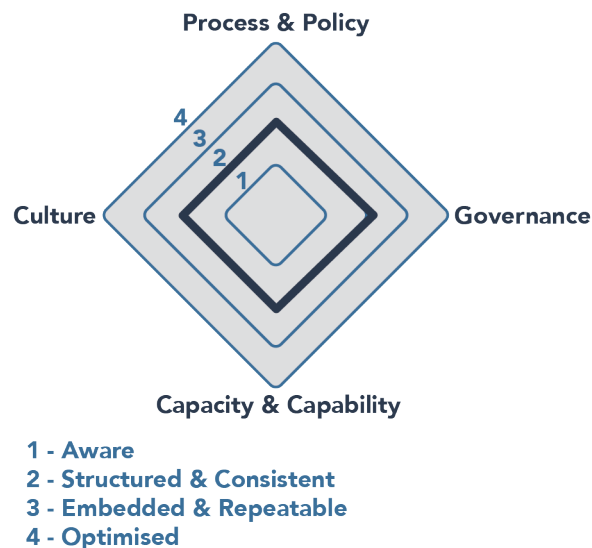 Process & Policy
4
3
2
1
Culture
Governance
Capacity & Capability
1 - Aware
2 - Structured & Consistent
3 - Embedded & Repeatable
4 - Optimised